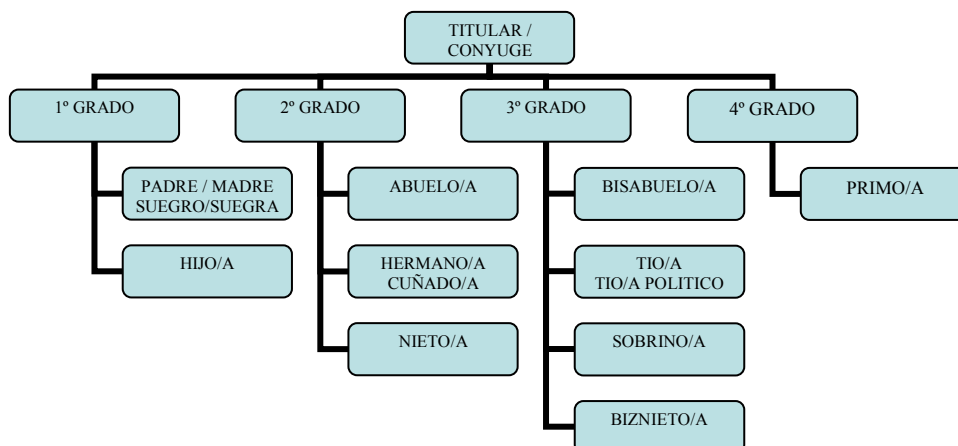 TITULAR /
CONYUGE
1º GRADO
2º GRADO
3º GRADO
4º GRADO
PADRE / MADRE
SUEGRO/SUEGRA
ABUELO/A
BISABUELO/A
PRIMO/A
HIJO/A
HERMANO/A
CUÑADO/A
TIO/A
TIO/A POLITICO
NIETO/A
SOBRINO/A
BIZNIETO/A